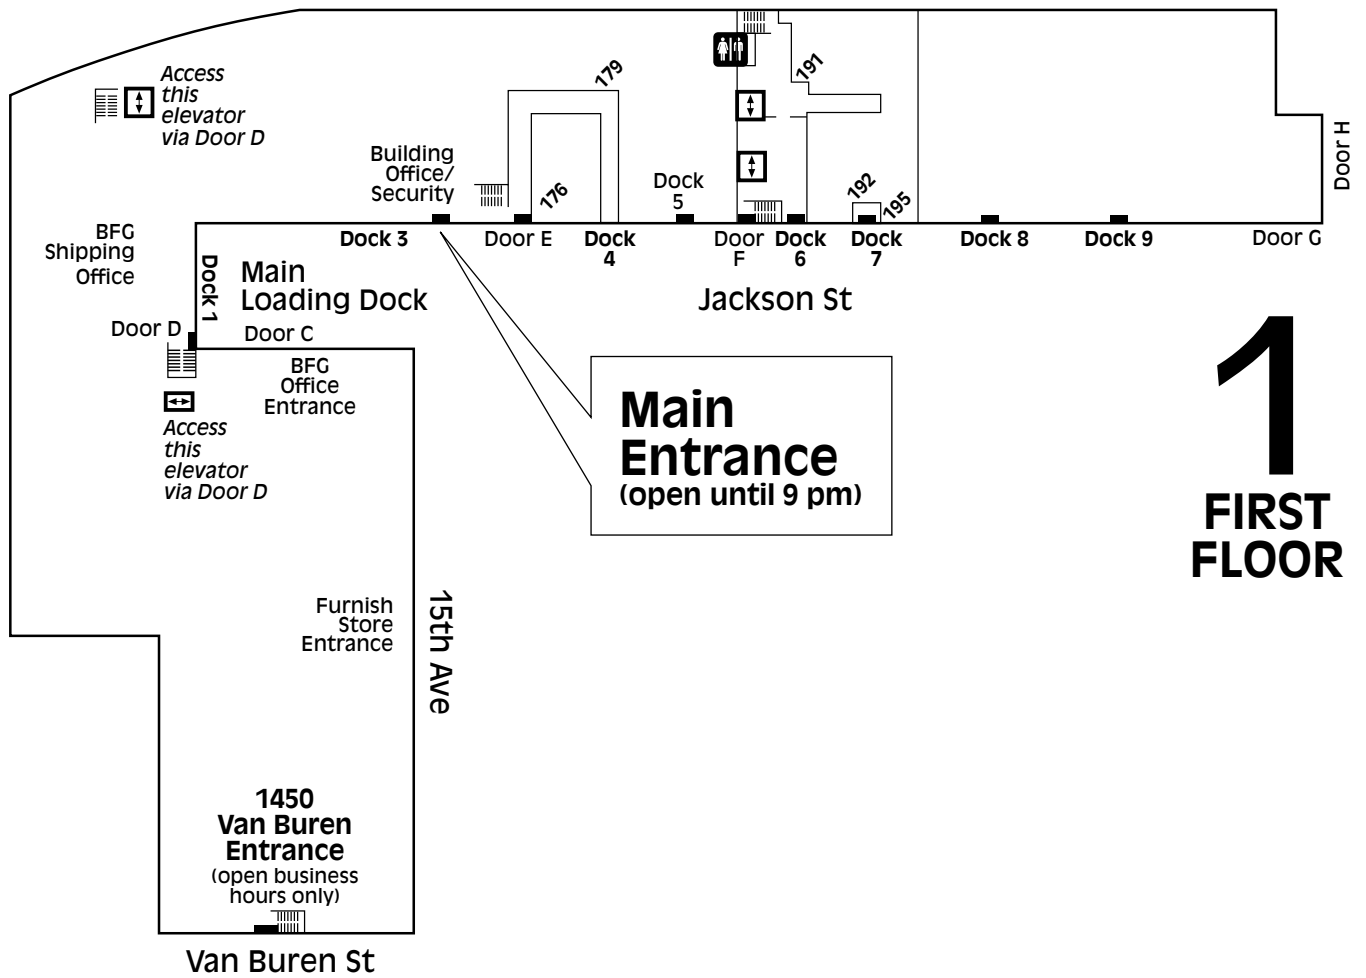 Access
this
elevator
via Door D
179
191
Building
Office/
Security
176
Dock
5
192
195
Door H
BFG
Shipping
Office
Dock 3
Door E
Dock
4
Door
F
Dock
6
Dock
7
Dock 8
Dock 9
Door G
Dock 1
Main
Loading Dock
Jackson St
Door D
Door C
BFG
Office
Entrance
Access
this
elevator
via Door D
Main
Entrance
(open until 9 pm)
1
FIRST
FLOOR
Furnish
Store
Entrance
15th Ave
1450
Van Buren
Entrance
(open business
hours only)
Van Buren St